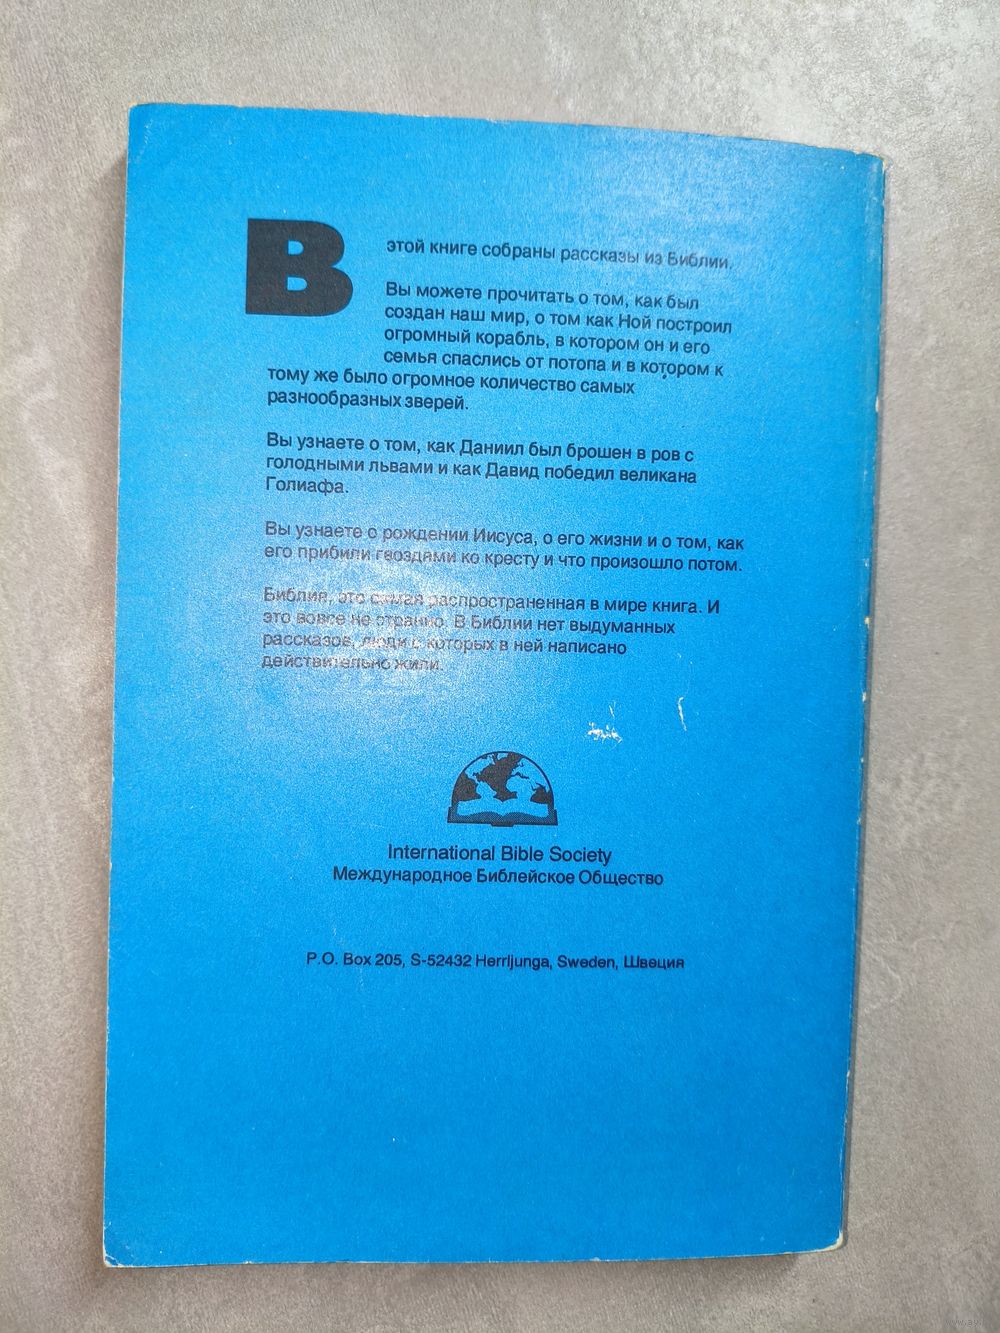 В этой книге собраны рассказы из Библии.
Вы можете прочитать о том, как был
создан наш мир, о том как Ной построил
огромный корабль, в котором он и его
семья спаслись от потопа и в котором к
тому же было огромное количество самых
разнообразных зверей.
Вы узнаете о том, как Даниил был брошен в ров с
голодными львами и как Давид победил великана
Голиафа.
Вы узнаете о рождении Иисуса, о его жизни и о том, как
его прибили гвоздями ко кресту и что произошло потом.
Библия, это самая распространенная в мире книга. И
это вовсе не странно. В Библии нет выдуманных
рассказов, люди о которых в ней написано
действительно жили.
International Bible Society
Международное Библейское Общество
P.O. Box 205, S-52432 Herrljunga, Sweden, Швеция